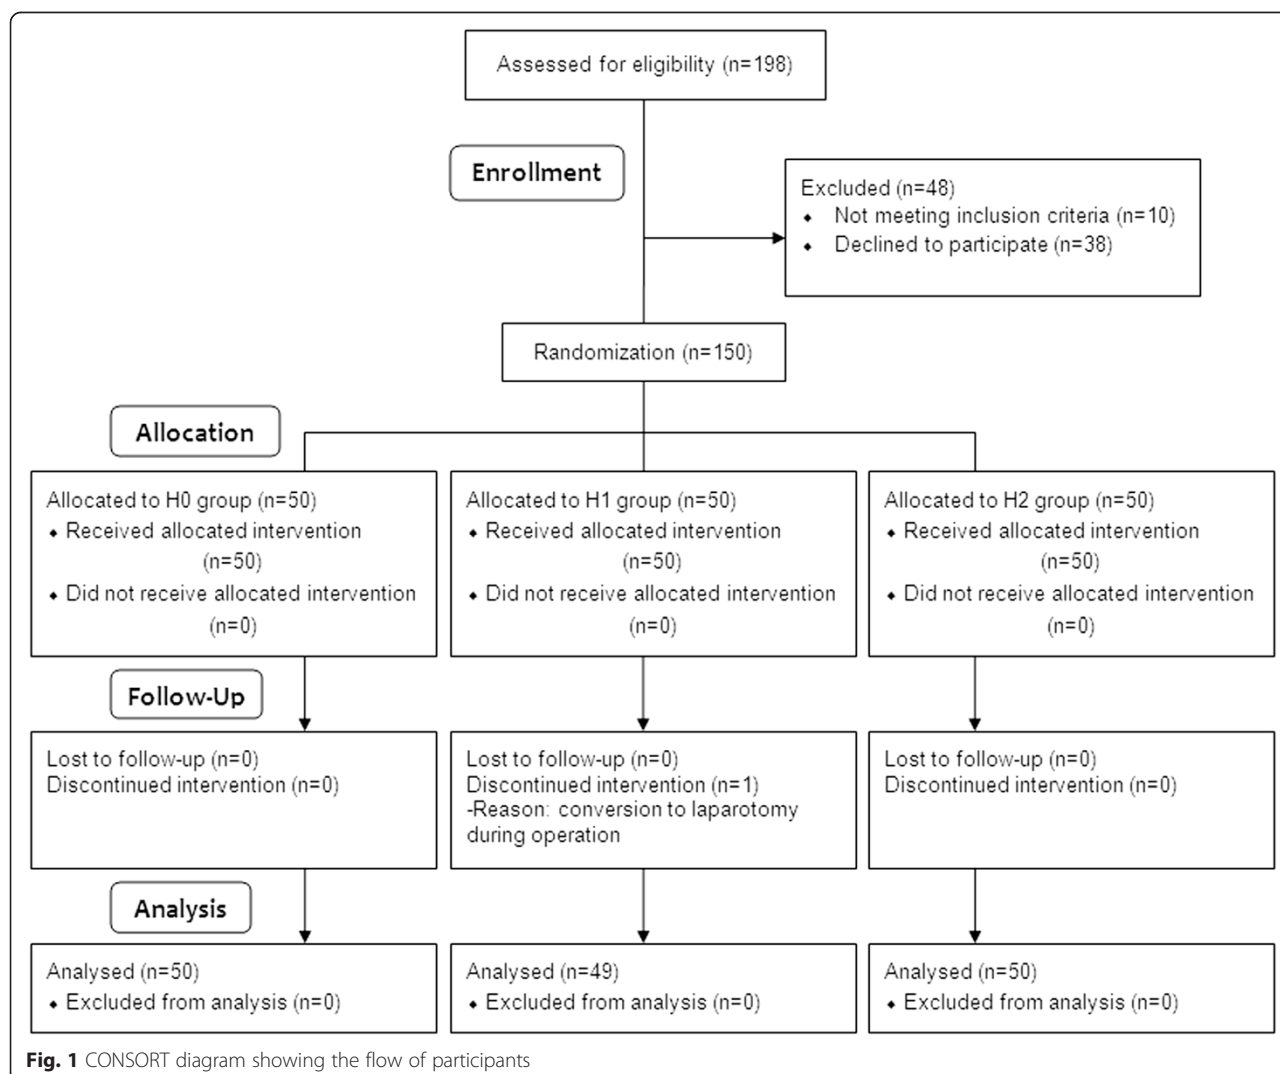 Assessed for eligibility (n=198)
Enrollment
Excluded (n=48)
⬥ Not meeting inclusion criteria (n=10)
⬥ Declined to participate (n=38)
Randomization (n=150)
Allocation
Allocated to H0 group (n=50)
⬥ Received allocated intervention
(n=50)
⬥ Did not receive allocated intervention
(n=0)
Allocated to H1 group (n=50)
⬥ Received allocated intervention
(n=50)
⬥ Did not receive allocated intervention
(n=0)
Allocated to H2 group (n=50)
⬥ Received allocated intervention
(n=50)
⬥ Did not receive allocated intervention
(n=0)
Follow-Up
Lost to follow-up (n=0)
Discontinued intervention (n=0)
Lost to follow-up (n=0)
Discontinued intervention (n=1)
-Reason: conversion to laparotomy
during operation
Lost to follow-up (n=0)
Discontinued intervention (n=0)
Analysis
Analysed (n=50)
⬥ Excluded from analysis (n=0)
Analysed (n=49)
⬥ Excluded from analysis (n=0)
Analysed (n=50)
⬥ Excluded from analysis (n=0)
Fig. 1 CONSORT diagram showing the flow of participants